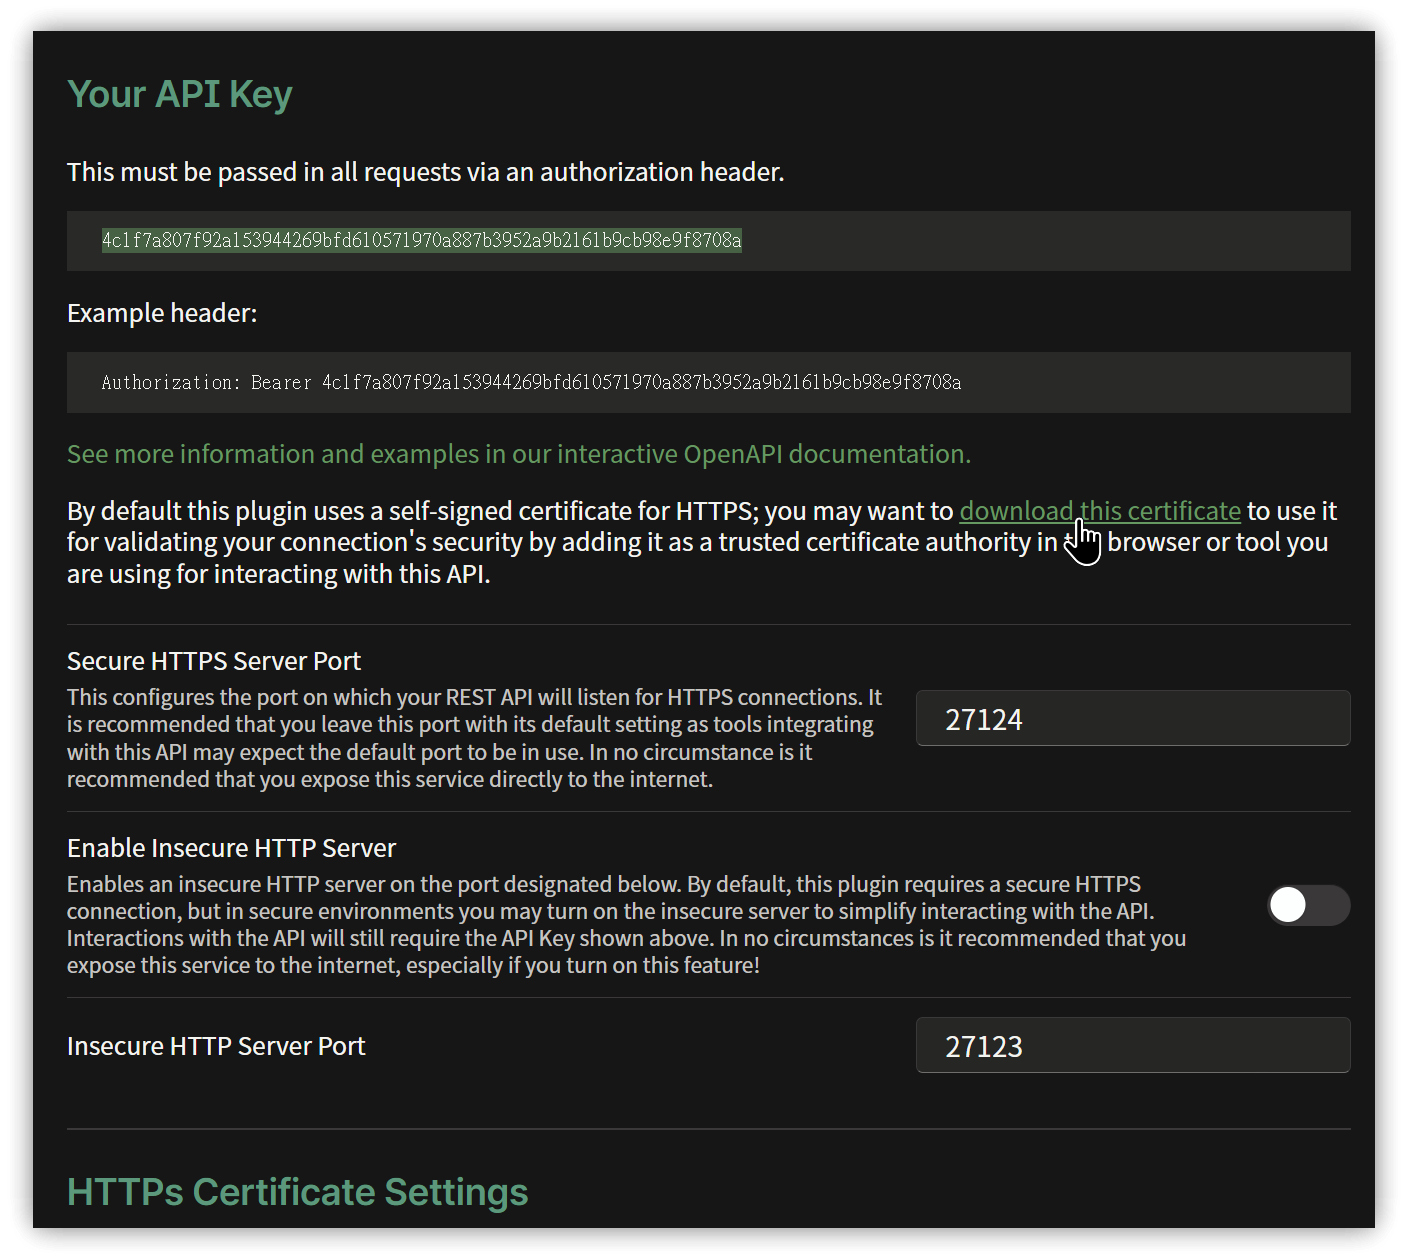 Your API Key
This must be passed in all requests via an authorization header.
4c1f7a807f92a153944269bfd610571970a887b3952a9b2161b9cb98e9f8708a
Example header:
Authorization: Bearer 4c1f7a807f92a153944269bfd610571970a887b3952a9b2161b9cb98e9f8708a
See more information and examples in our interactive OpenAPI documentation.
By default this plugin uses a self-signed certificate for HTTPS; you may want to download this certificate to use it
for validating your connection's security by adding it as a trusted certificate authority in browser or tool you
are using for interacting with this API.
Secure HTTPS Server Port
This configures the port on which your REST API will listen for HTTPS connections. It
is recommended that you leave this port with its default setting as tools integrating
with this API may expect the default port to be in use. In no circumstance is it
recommended that you expose this service directly to the internet.
27124
Enable Insecure HTTP Server
Enables an insecure HTTP server on the port designated below. By default, this plugin requires a secure HTTPS
connection, but in secure environments you may turn on the insecure server to simplify interacting with the API.
Interactions with the API will still require the API Key shown above. In no circumstances is it recommended that you
expose this service to the internet, especially if you turn on this feature!
Insecure HTTP Server Port
27123
HTTPs Certificate Settings